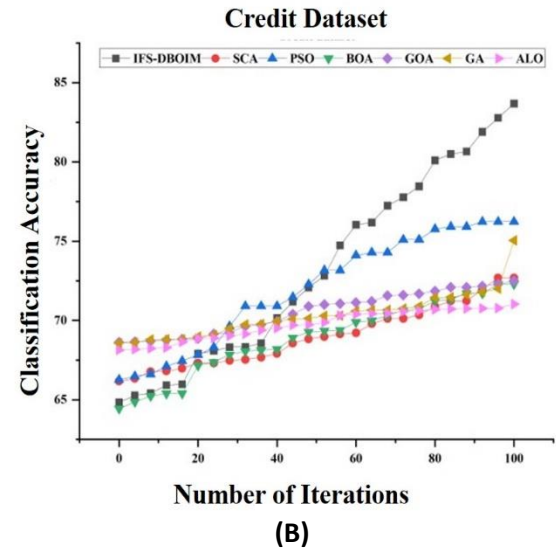 Credit Dataset
IFS-DBOIM SCA PSO BOA GOA GA ALO
Classification Accuracy
85
80
75
70
65
0 20 40 60 80 100
Number of Iterations
(B)